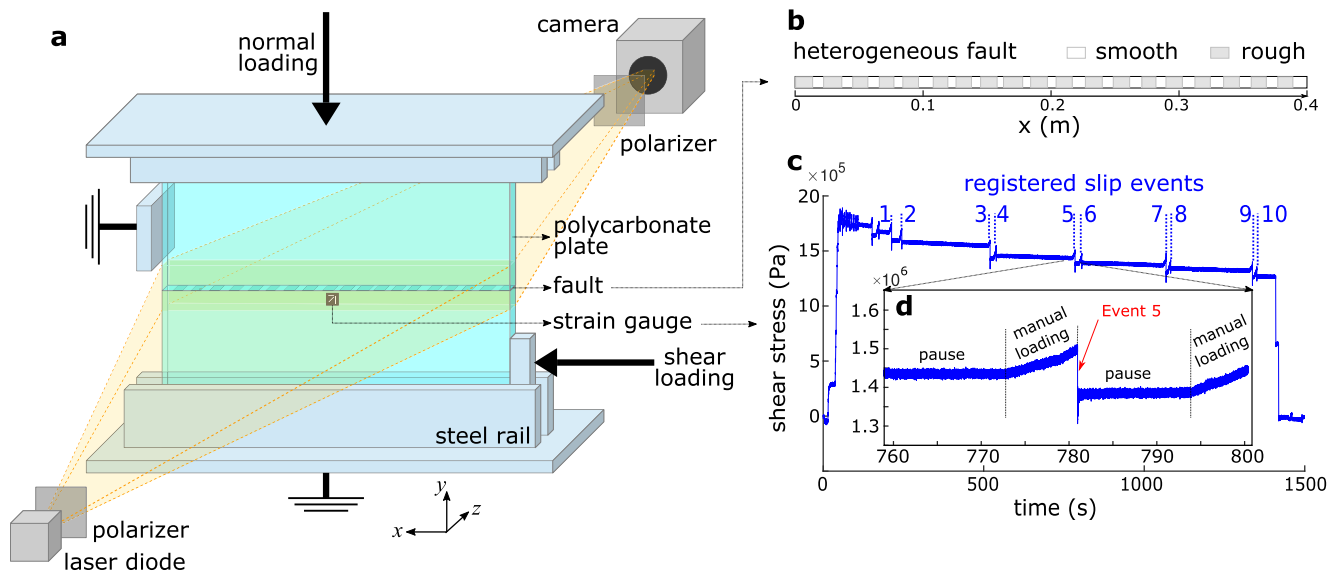 a
normal
loading
camera
polarizer
polycarbonate
plate
fault
strain gauge
shear
loading
steel rail
y
z
x
polarizer
laser diode
b
heterogeneous fault
smooth
rough
0
0.1
0.2
0.3
0.4
x (m)
c
×10⁵
registered slip events
1 2 3 4 5 6 7 8 9 10
20
15
10
5
0
shear stress (Pa)
0
500
1000
1500
time (s)
d
×10⁶
1.6
1.5
1.4
1.3
pause
manual
loading
Event 5
pause
manual
loading
760
770
780
790
800